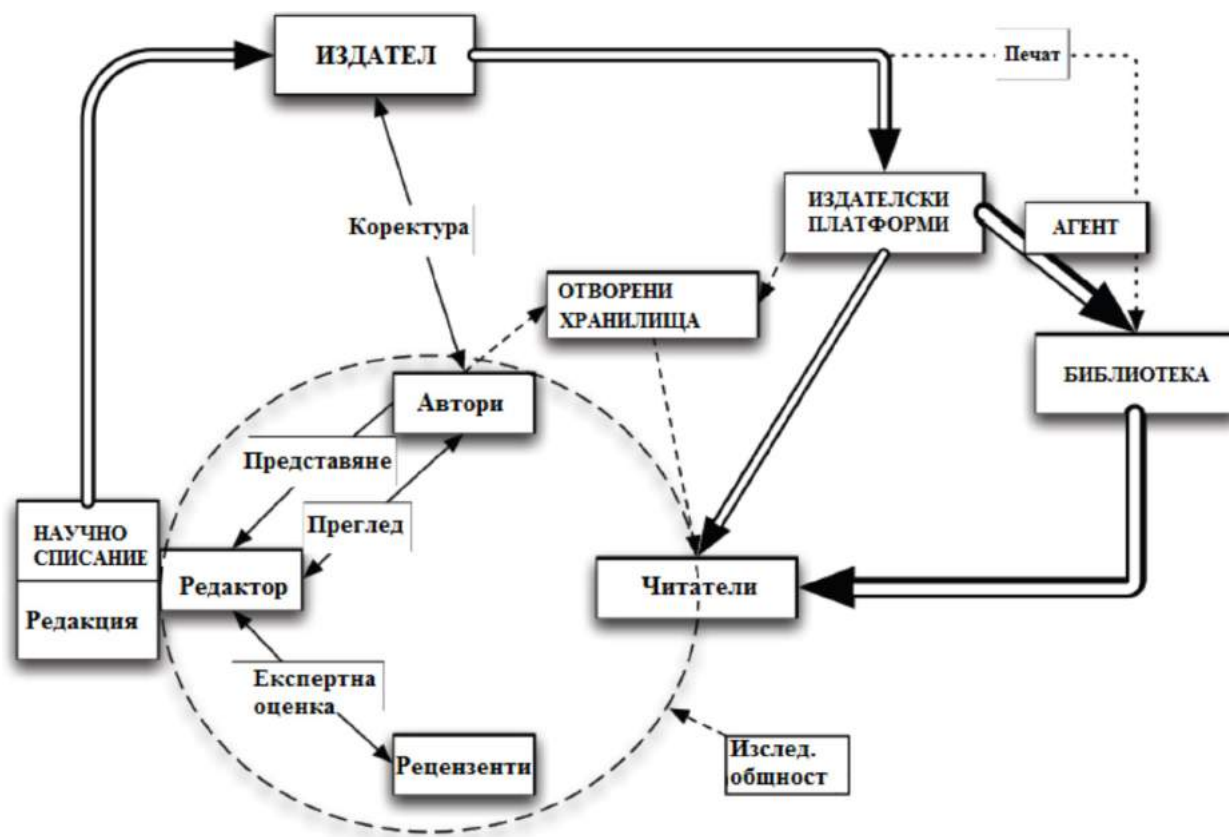 ИЗДАТЕЛ
Печат
ИЗДАТЕЛСКИ
ПЛАТФОРМИ
АГЕНТ
Коректура
ОТВОРЕНИ
ХРАНИЛИЩА
БИБЛИОТЕКА
Автори
Представяне
Преглед
НАУЧНО
СПИСАНИЕ
Редактор
Читатели
Редакция
Експертна
оценка
Рецензенти
Изслед.
общност